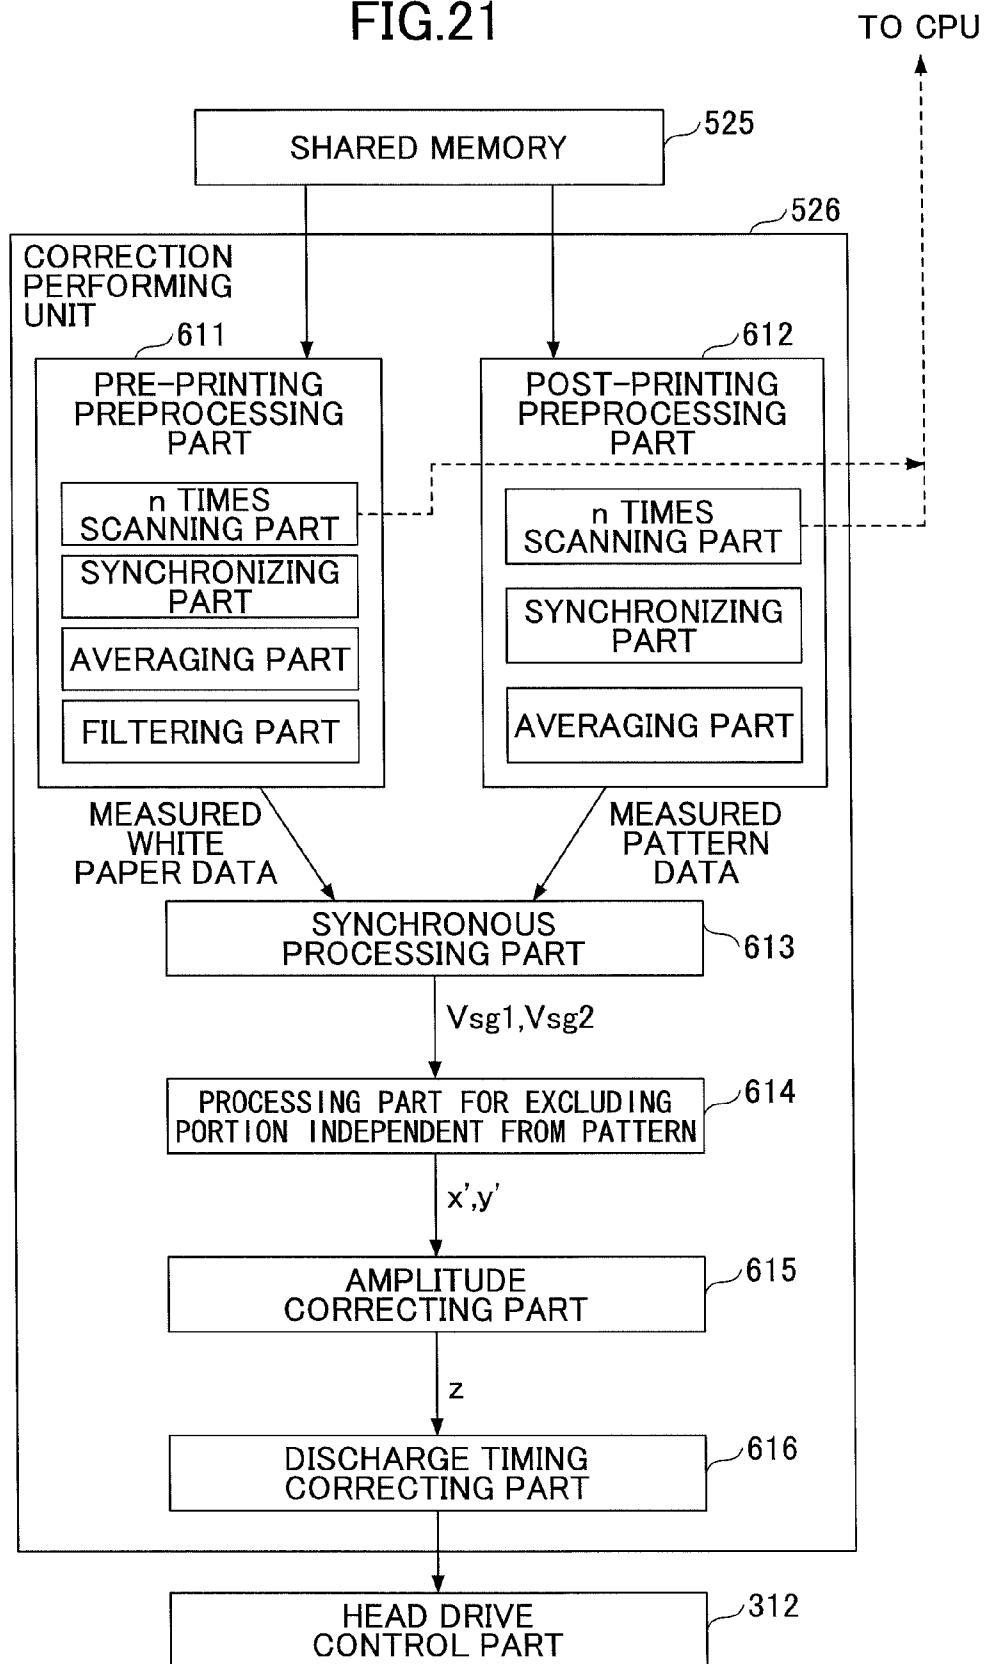 FIG.21
TO CPU
SHARED MEMORY
525
526
CORRECTION
PERFORMING
UNIT
611
PRE-PRINTING
PREPROCESSING
PART
n TIMES
SCANNING PART
SYNCHRONIZING
PART
AVERAGING PART
FILTERING PART
612
POST-PRINTING
PREPROCESSING
PART
n TIMES
SCANNING PART
SYNCHRONIZING
PART
AVERAGING PART
MEASURED
WHITE
PAPER DATA
MEASURED
PATTERN
DATA
SYNCHRONOUS
PROCESSING PART
613
Vsg1,Vsg2
PROCESSING PART FOR EXCLUDING
PORTION INDEPENDENT FROM PATTERN
614
x',y'
AMPLITUDE
CORRECTING PART
615
z
DISCHARGE TIMING
CORRECTING PART
616
HEAD DRIVE
CONTROL PART
312